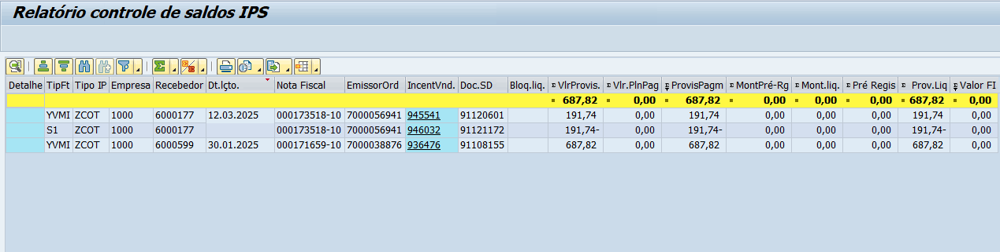 Relatório controle de saldos IPS
Detalhe TipFt Tipo IP Empresa Recebedor Dt.lçto. Nota Fiscal EmissorOrd IncentVnd. Doc.SD Bloq.liq. Σ VlrProvis. Σ Vlr.PlnPag Σ ProvisPagm Σ MontPré-Rg Σ Mont.liq. Σ Pré Regis Σ Prov.Liq Σ Valor FI
687,82 0,00 687,82 0,00 0,00 0,00 687,82 0,00
YVMI ZCOT 1000 6000177 12.03.2025 000173518-10 7000056941 945541 91120601 191,74 0,00 191,74 0,00 0,00 0,00 191,74 0,00
S1 ZCOT 1000 6000177 000173518-10 7000056941 946032 91121172 191,74- 0,00 191,74- 0,00 0,00 0,00 191,74- 0,00
YVMI ZCOT 1000 6000599 30.01.2025 000171659-10 7000038876 936476 91108155 687,82 0,00 687,82 0,00 0,00 0,00 687,82 0,00